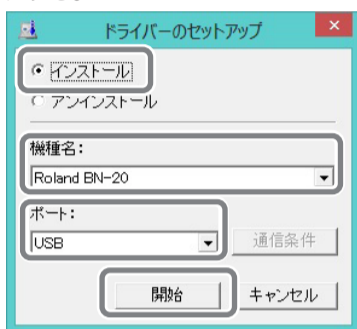 ドライバーのセットアップ
インストール
アンインストール
機種名：
Roland BN-20
ポート：
USB
通信条件
開始
キャンセル